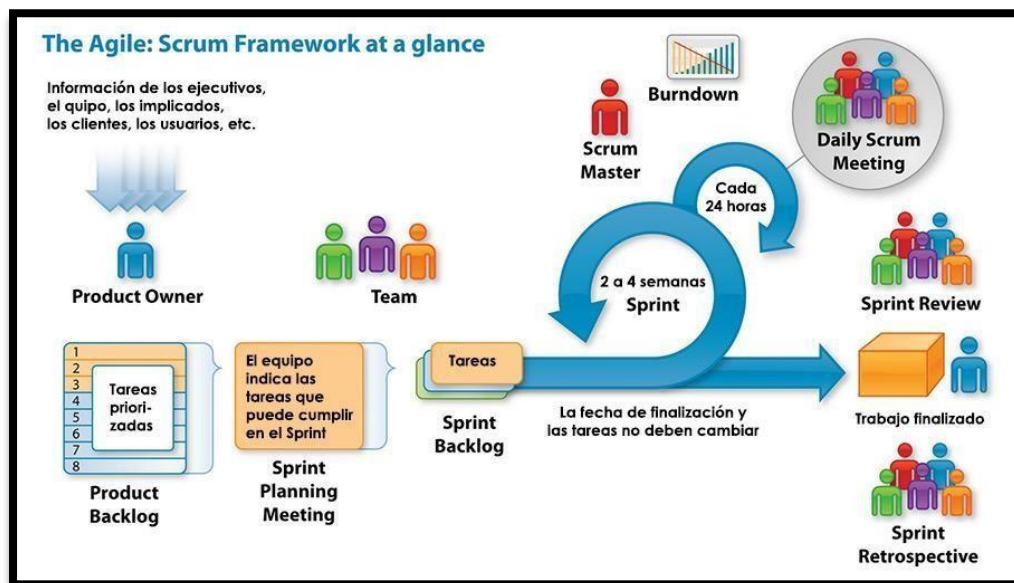 The Agile: Scrum Framework at a glance
Información de los ejecutivos,
el quipo, los implicados,
los clientes, los usuarios, etc.
Product Owner
Team
Scrum
Master
Burndown
Daily Scrum
Meeting
Cada
24 horas
2 a 4 semanas
Sprint
Sprint Review
1
2
3
4
5
6
7
8
Tareas
priori-
zadas
Product
Backlog
El equipo
indica las
tareas que
puede cumplir
en el Sprint
Sprint
Planning
Meeting
Tareas
Sprint
Backlog
La fecha de finalización y
las tareas no deben cambiar
Trabajo finalizado
Sprint
Retrospective